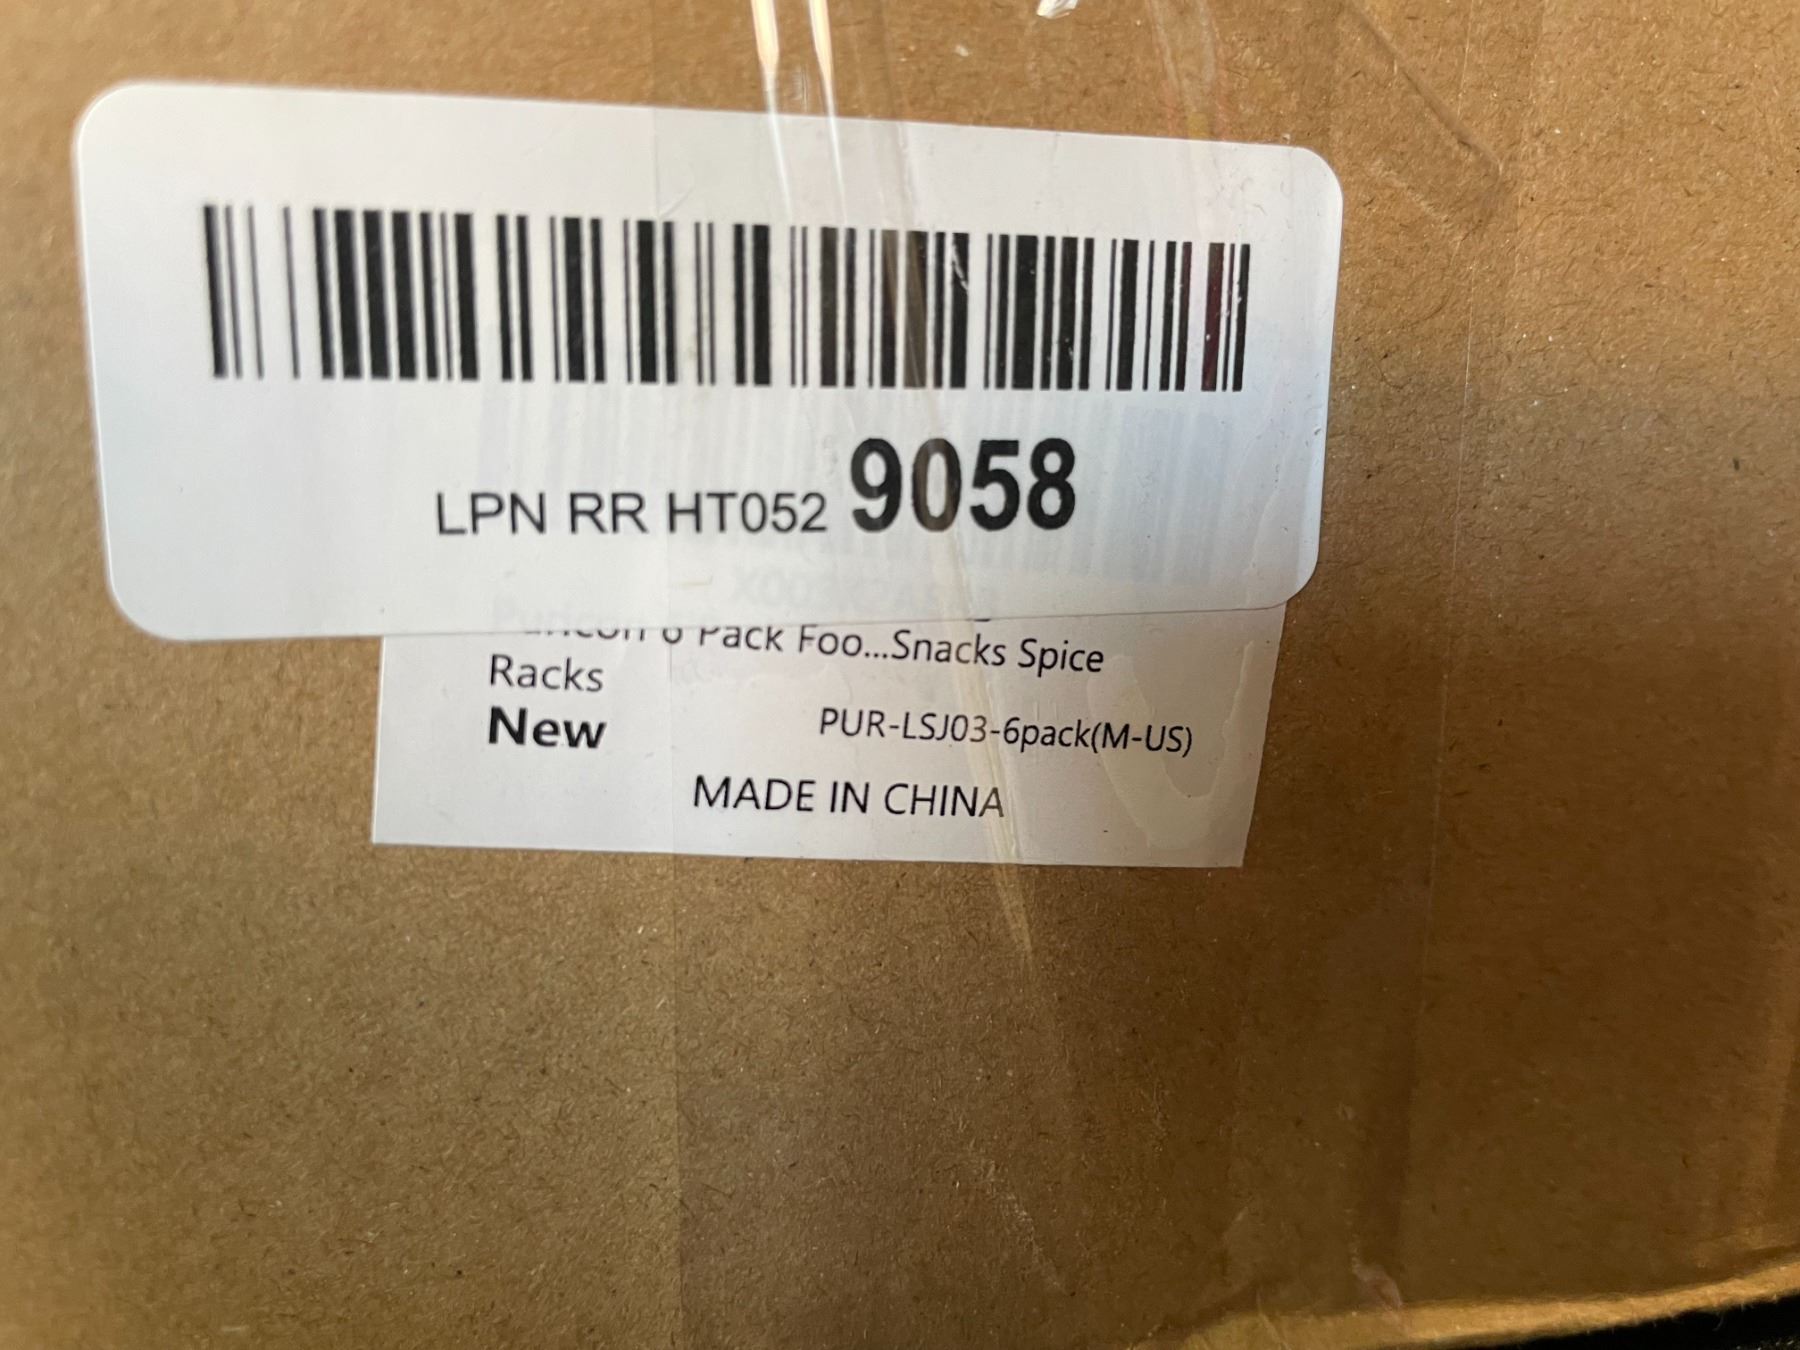 LPN RR HT052 9058
6 Pack Foo...Snacks Spice
Racks
New PUR-LSJ03-6pack(M-US)
MADE IN CHINA